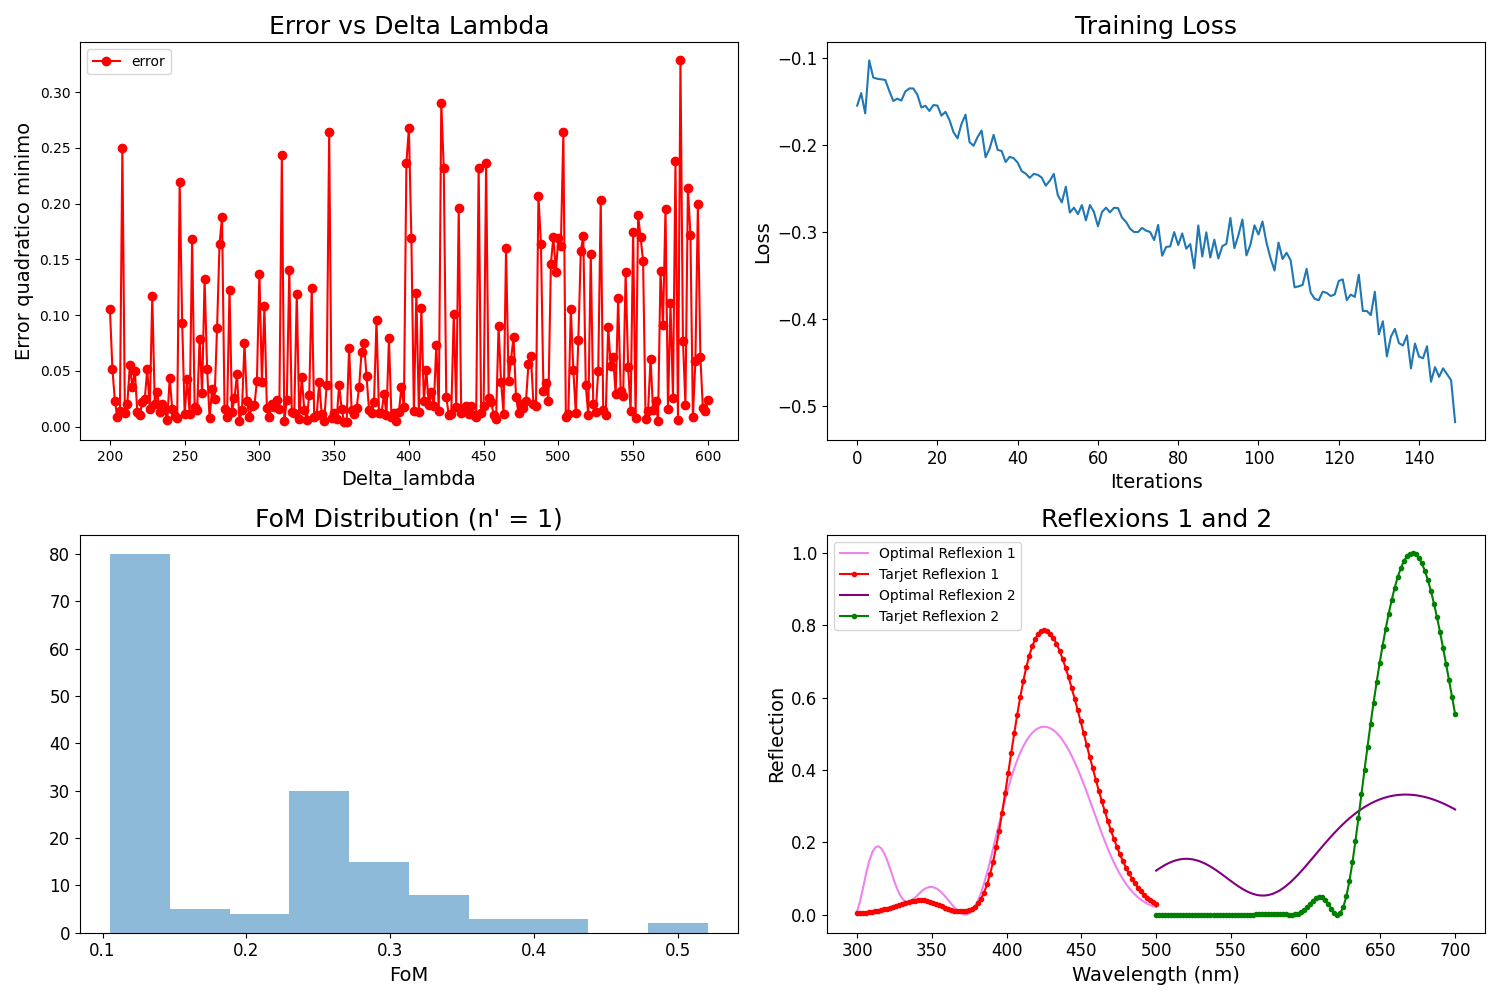 Error vs Delta Lambda
error
0.30
0.25
0.20
0.15
0.10
0.05
0.00
Error quadratico minimo
200 250 300 350 400 450 500 550 600
Delta_lambda
Training Loss
−0.1
−0.2
−0.3
−0.4
−0.5
Loss
0 20 40 60 80 100 120 140
Iterations
FoM Distribution (n' = 1)
80
70
60
50
40
30
20
10
0
0.1 0.2 0.3 0.4 0.5
FoM
Reflexions 1 and 2
Optimal Reflexion 1
Tarjet Reflexion 1
Optimal Reflexion 2
Tarjet Reflexion 2
1.0
0.8
0.6
0.4
0.2
0.0
Reflection
300 350 400 450 500 550 600 650 700
Wavelength (nm)